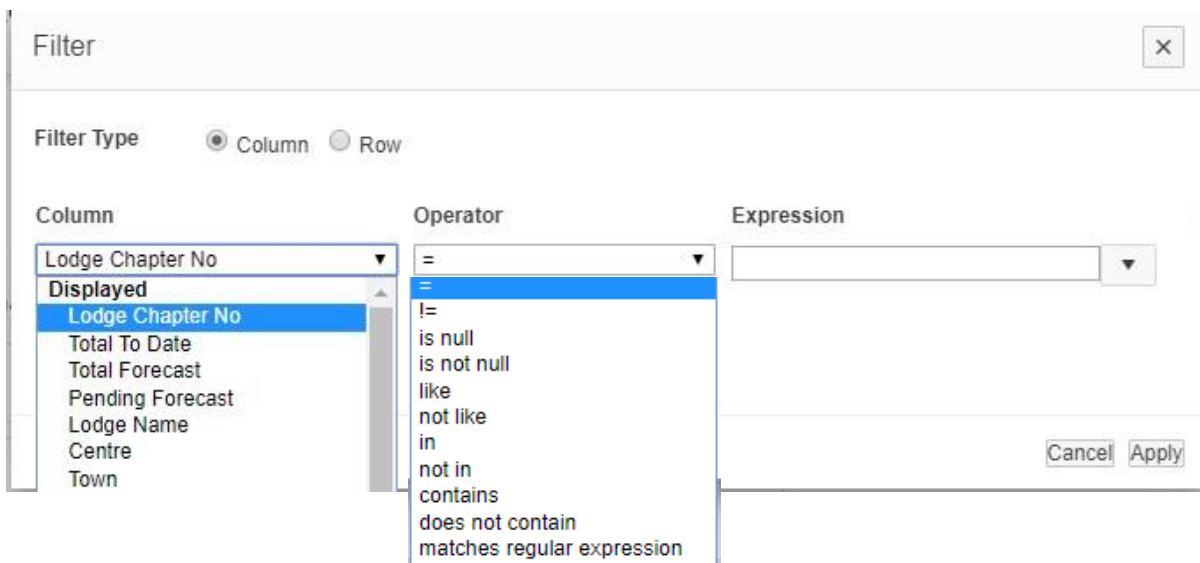 Filter
Filter Type Column Row
Column Operator Expression
Lodge Chapter No =
Displayed
Lodge Chapter No
Total To Date
Total Forecast
Pending Forecast
Lodge Name
Centre
Town
=
!=
is null
is not null
like
not like
in
not in
contains
does not contain
matches regular expression
Cancel Apply